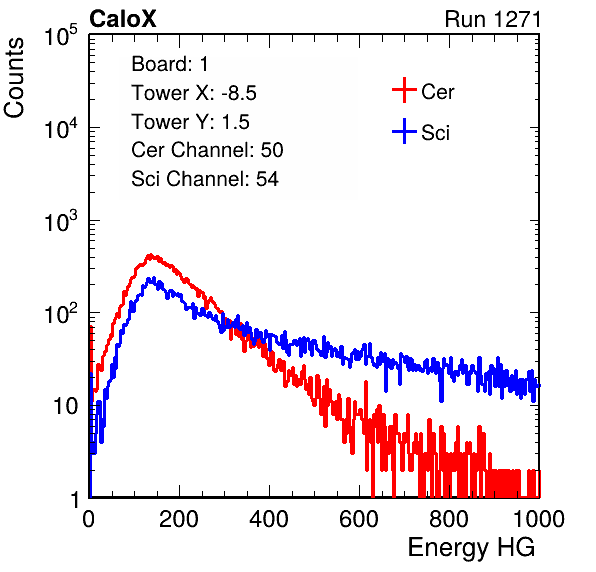 CaloX Run 1271
Counts
10^5
10^4
10^3
10^2
10
1
Board: 1
Tower X: -8.5
Tower Y: 1.5
Cer Channel: 50
Sci Channel: 54
Cer
Sci
0 200 400 600 800 1000
Energy HG